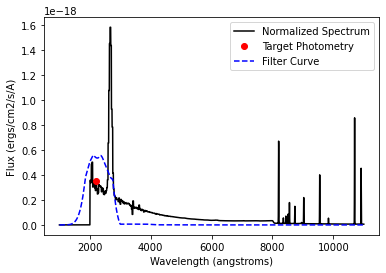 1e−18
Normalized Spectrum
Target Photometry
Filter Curve
Flux (ergs/cm2/s/A)
1.6
1.4
1.2
1.0
0.8
0.6
0.4
0.2
0.0
2000 4000 6000 8000 10000
Wavelength (angstroms)